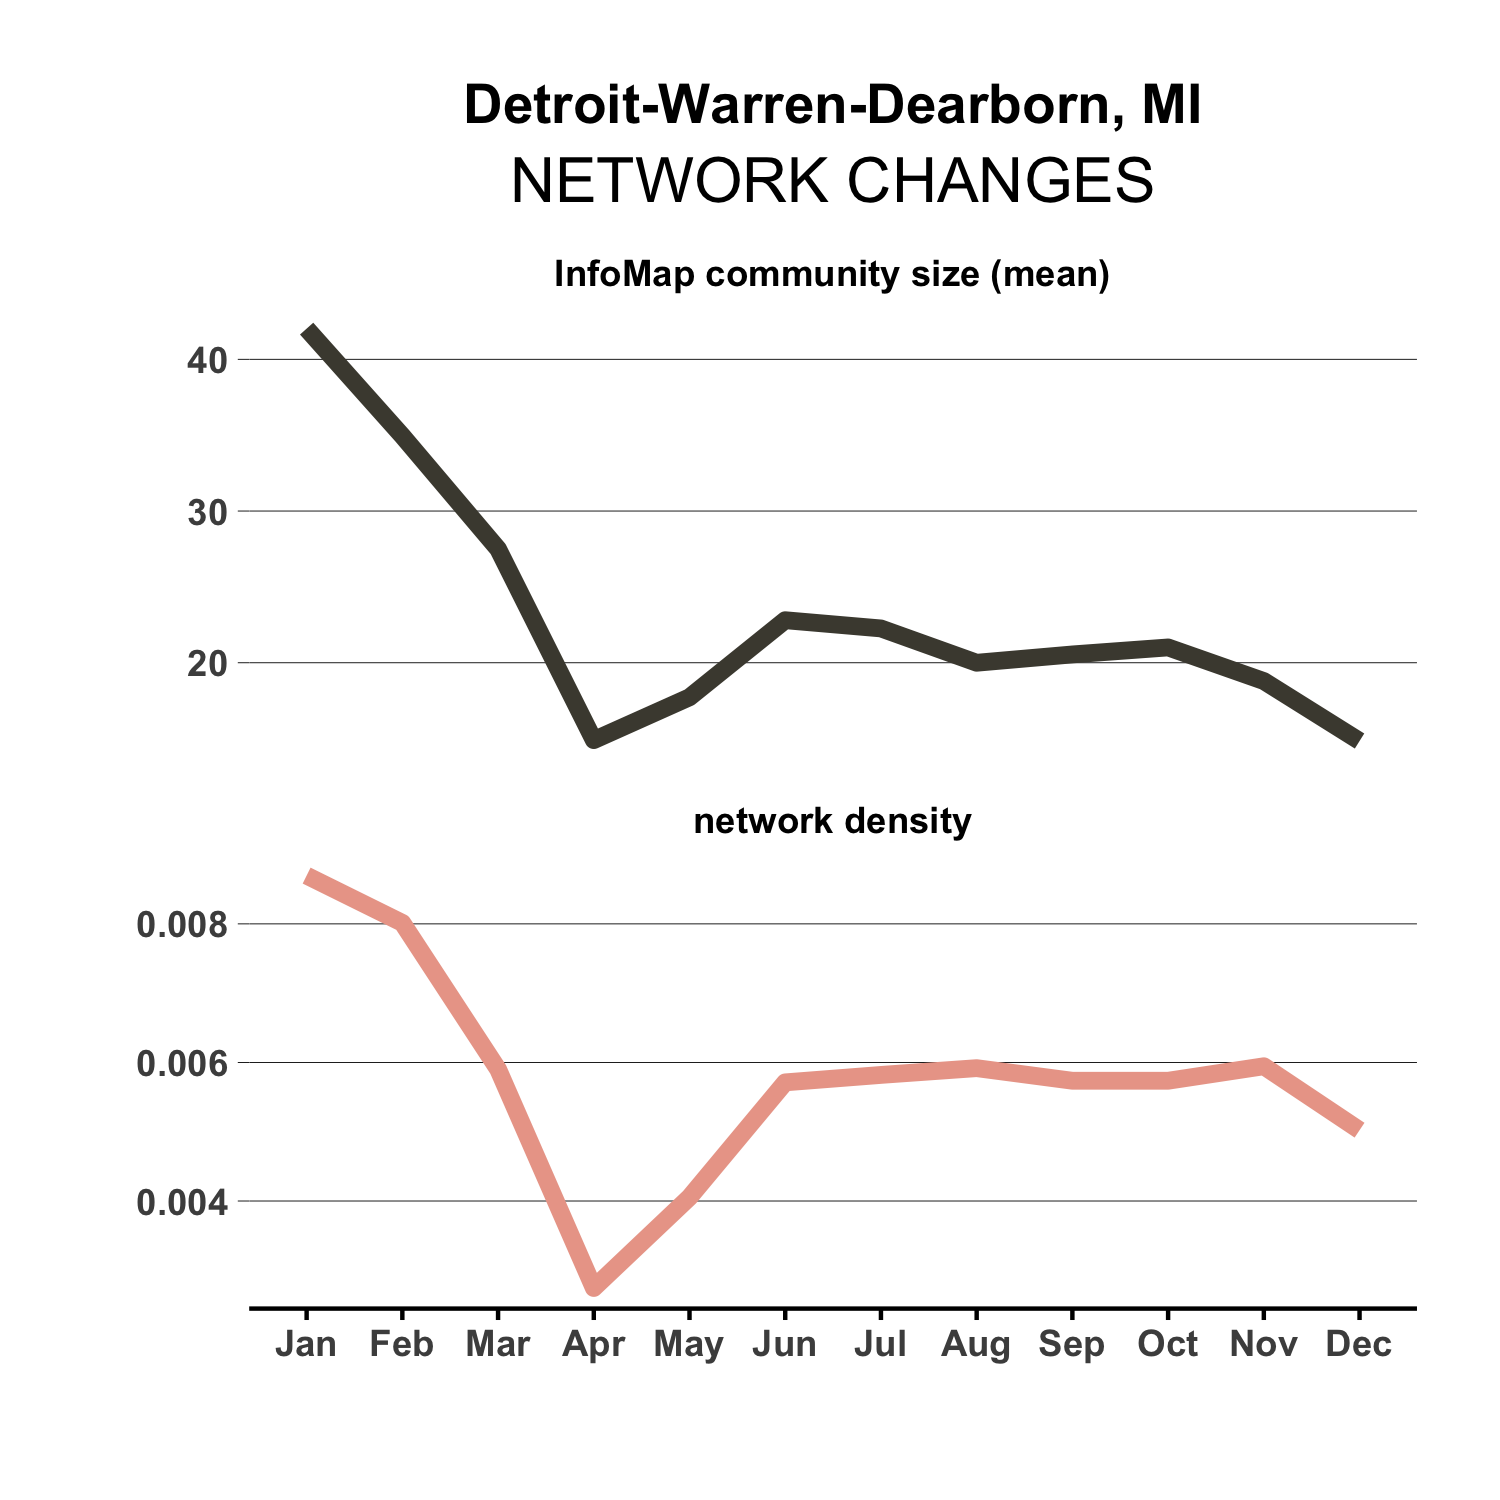 Detroit-Warren-Dearborn, MI
NETWORK CHANGES
InfoMap community size (mean)
40
30
20
network density
0.008
0.006
0.004
Jan Feb Mar Apr May Jun Jul Aug Sep Oct Nov Dec